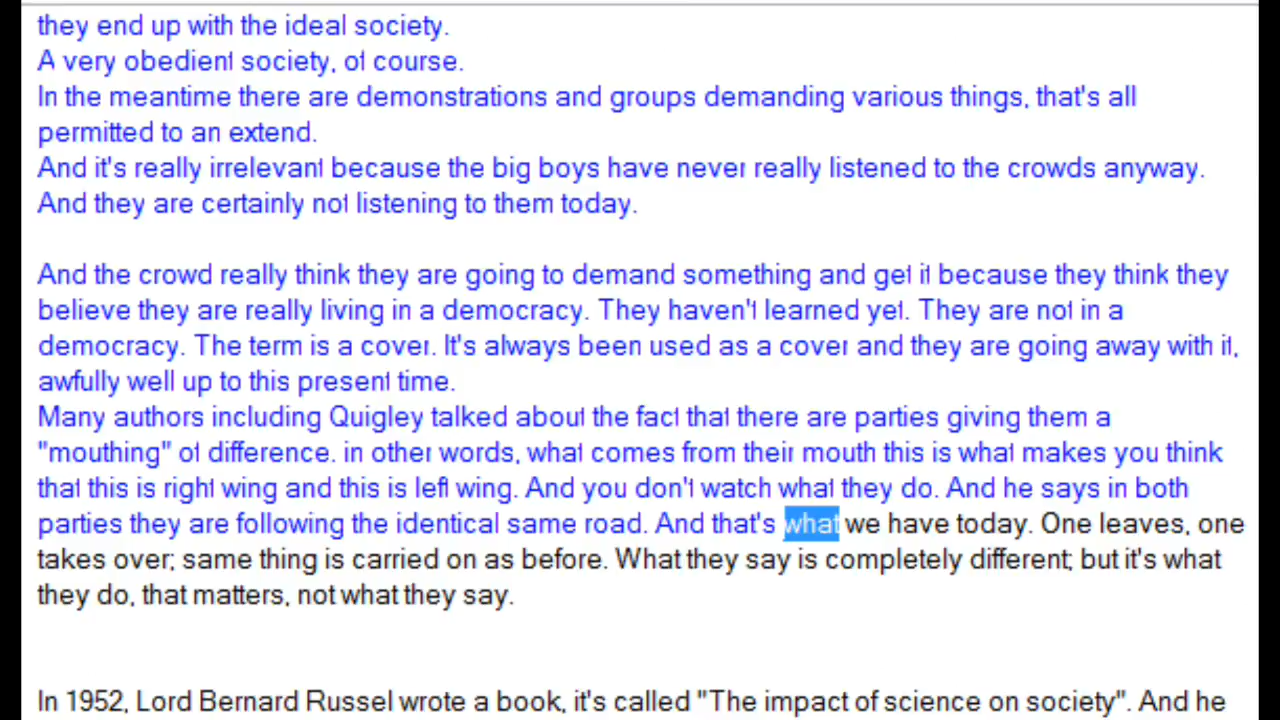 they end up with the ideal society.
A very obedient society, of course.
In the meantime there are demonstrations and groups demanding various things, that's all
permitted to an extend.
And it's really irrelevant because the big boys have never really listened to the crowds anyway.
And they are certainly not listening to them today.
And the crowd really think they are going to demand something and get it because they think they
believe they are really living in a democracy. They haven't learned yet. They are not in a
democracy. The term is a cover. It's always been used as a cover and they are going away with it,
awfully well up to this present time.
Many authors including Quigley talked about the fact that there are parties giving them a
"mouthing" of difference. in other words, what comes from their mouth this is what makes you think
that this is right wing and this is left wing. And you don't watch what they do. And he says in both
parties they are following the identical same road. And that's what we have today. One leaves, one
takes over; same thing is carried on as before. What they say is completely different; but it's what
they do, that matters, not what they say.
In 1952, Lord Bernard Russel wrote a book, it's called "The impact of science on society". And he